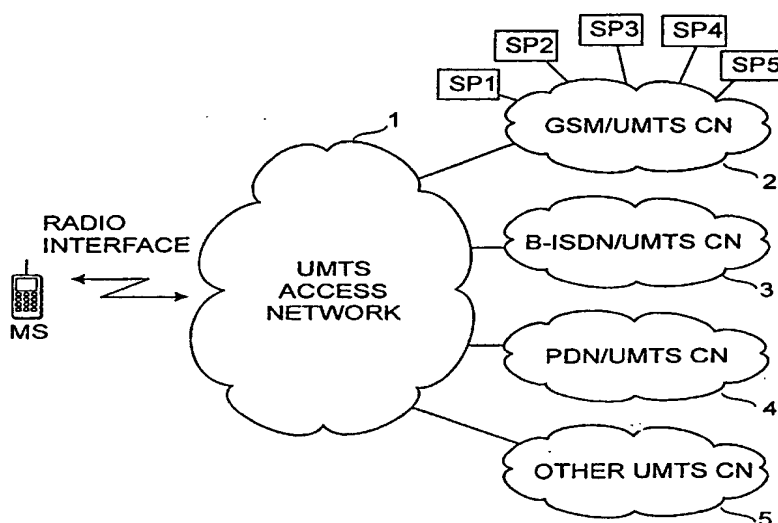 SP1
SP2
SP3
SP4
SP5
GSM/UMTS CN
2
1
RADIO
INTERFACE
MS
UMTS
ACCESS
NETWORK
B-ISDN/UMTS CN
3
PDN/UMTS CN
4
OTHER UMTS CN
5